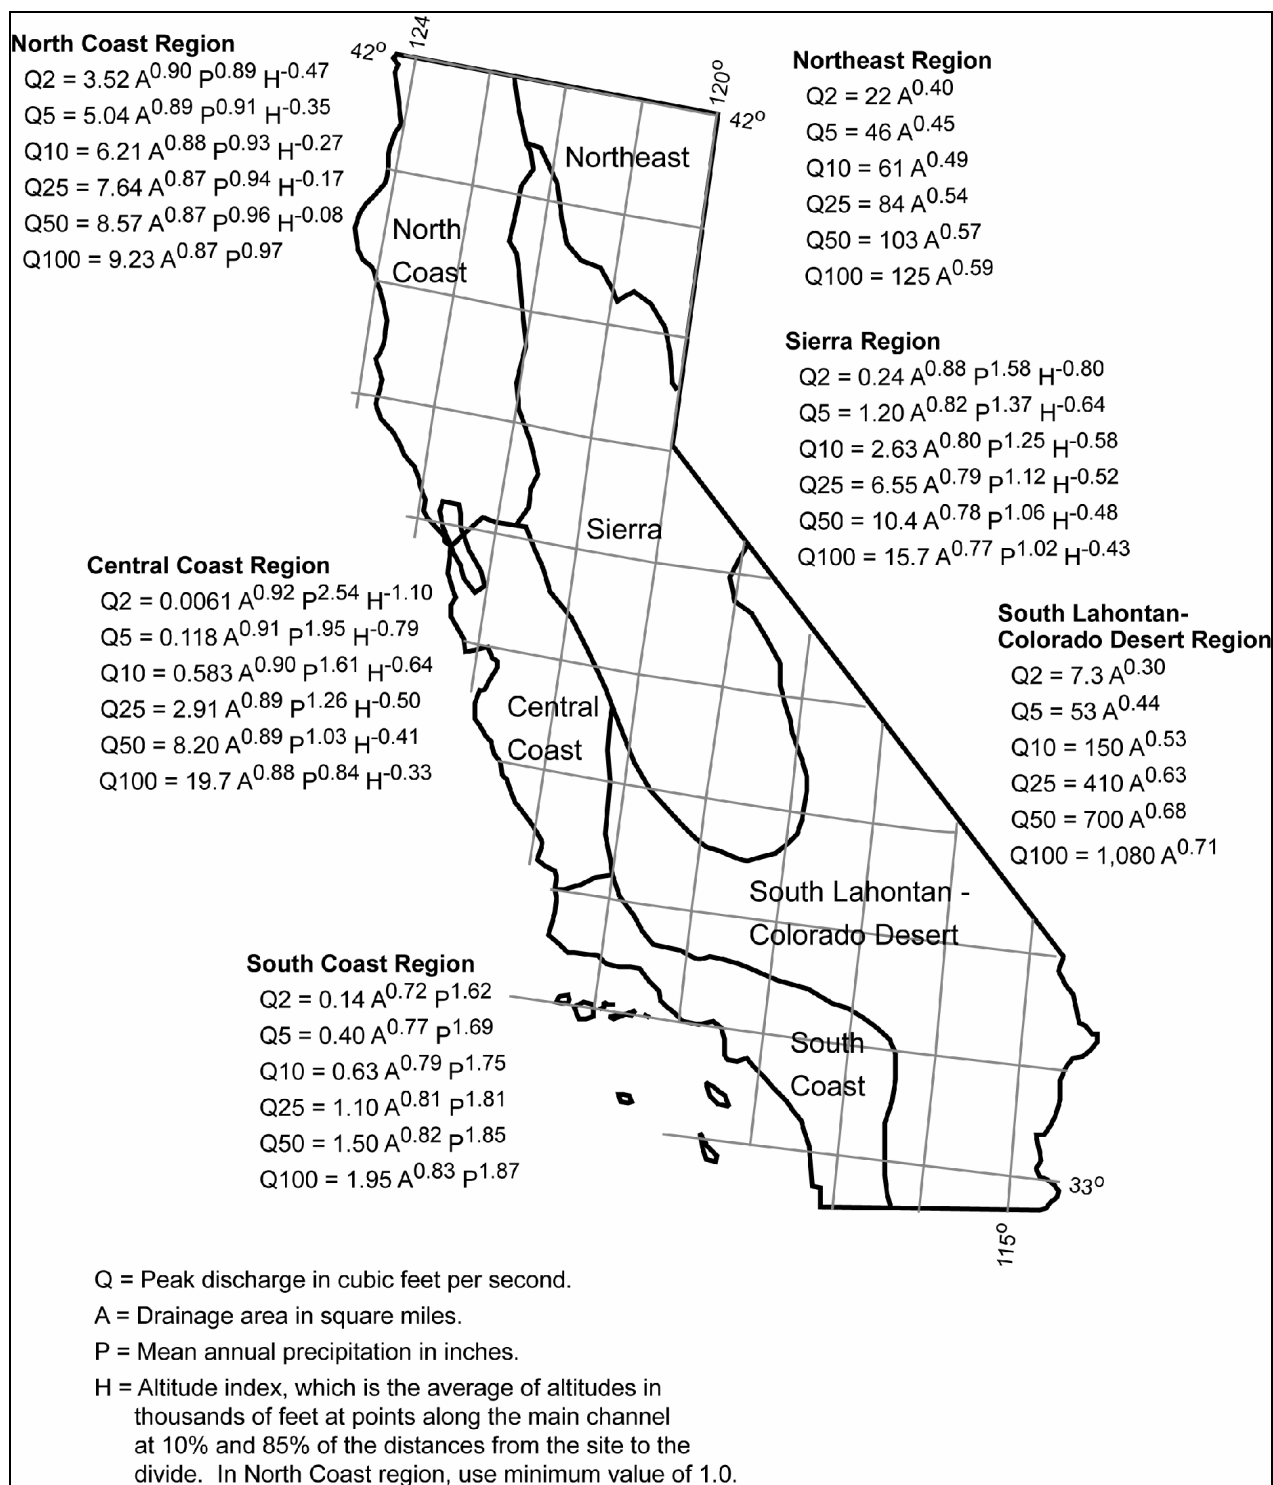 North Coast Region
Q2 = 3.52 A^0.90 P^0.89 H^-0.47
Q5 = 5.04 A^0.89 P^0.91 H^-0.35
Q10 = 6.21 A^0.88 P^0.93 H^-0.27
Q25 = 7.64 A^0.87 P^0.94 H^-0.17
Q50 = 8.57 A^0.87 P^0.96 H^-0.08
Q100 = 9.23 A^0.87 P^0.97
42°
124
120°
42°
Northeast Region
Q2 = 22 A^0.40
Q5 = 46 A^0.45
Q10 = 61 A^0.49
Q25 = 84 A^0.54
Q50 = 103 A^0.57
Q100 = 125 A^0.59
Northeast
North
Coast
Sierra Region
Q2 = 0.24 A^0.88 P^1.58 H^-0.80
Q5 = 1.20 A^0.82 P^1.37 H^-0.64
Q10 = 2.63 A^0.80 P^1.25 H^-0.58
Q25 = 6.55 A^0.79 P^1.12 H^-0.52
Q50 = 10.4 A^0.78 P^1.06 H^-0.48
Q100 = 15.7 A^0.77 P^1.02 H^-0.43
Sierra
Central Coast Region
Q2 = 0.0061 A^0.92 P^2.54 H^-1.10
Q5 = 0.118 A^0.91 P^1.95 H^-0.79
Q10 = 0.583 A^0.90 P^1.61 H^-0.64
Q25 = 2.91 A^0.89 P^1.26 H^-0.50
Q50 = 8.20 A^0.89 P^1.03 H^-0.41
Q100 = 19.7 A^0.88 P^0.84 H^-0.33
Central
Coast
South Lahontan-
Colorado Desert Region
Q2 = 7.3 A^0.30
Q5 = 53 A^0.44
Q10 = 150 A^0.53
Q25 = 410 A^0.63
Q50 = 700 A^0.68
Q100 = 1,080 A^0.71
South Lahontan -
Colorado Desert
South Coast Region
Q2 = 0.14 A^0.72 P^1.62
Q5 = 0.40 A^0.77 P^1.69
Q10 = 0.63 A^0.79 P^1.75
Q25 = 1.10 A^0.81 P^1.81
Q50 = 1.50 A^0.82 P^1.85
Q100 = 1.95 A^0.83 P^1.87
South
Coast
33°
115°
Q = Peak discharge in cubic feet per second.
A = Drainage area in square miles.
P = Mean annual precipitation in inches.
H = Altitude index, which is the average of altitudes in
thousands of feet at points along the main channel
at 10% and 85% of the distances from the site to the
divide. In North Coast region, use minimum value of 1.0.